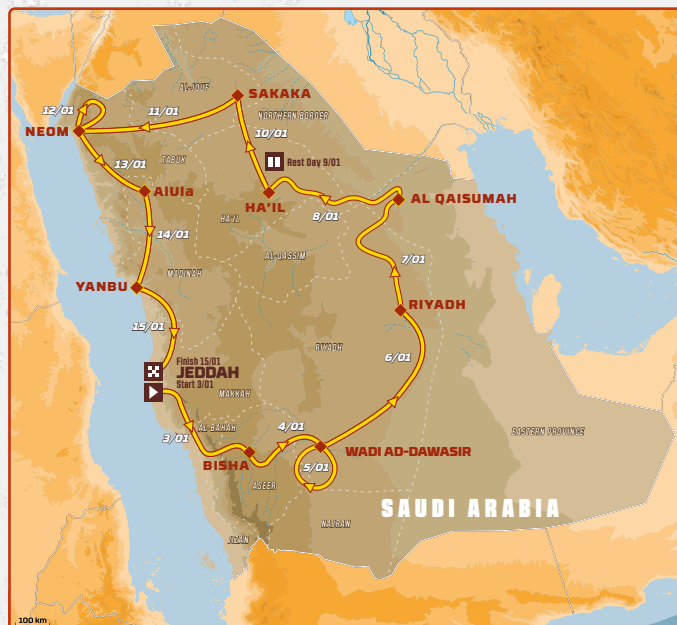 AL-JOUF
SAKAKA
12/01
11/01
NORTHERN BORDER
NEOM
10/01
TABUK
Rest Day 9/01
13/01
AlUla
AL QAISUMAH
HA'IL
8/01
HA'IL
14/01
AL-QASSIM
7/01
MADINAH
YANBU
RIYADH
15/01
RIYADH
6/01
Finish 15/01
JEDDAH
Start 3/01
MAKKAH
4/01
AL-BAHAH
3/01
EASTERN PROVINCE
WADI AD-DAWASIR
BISHA
5/01
ASEER
SAUDI ARABIA
NAJRAN
JIZAN
100 km